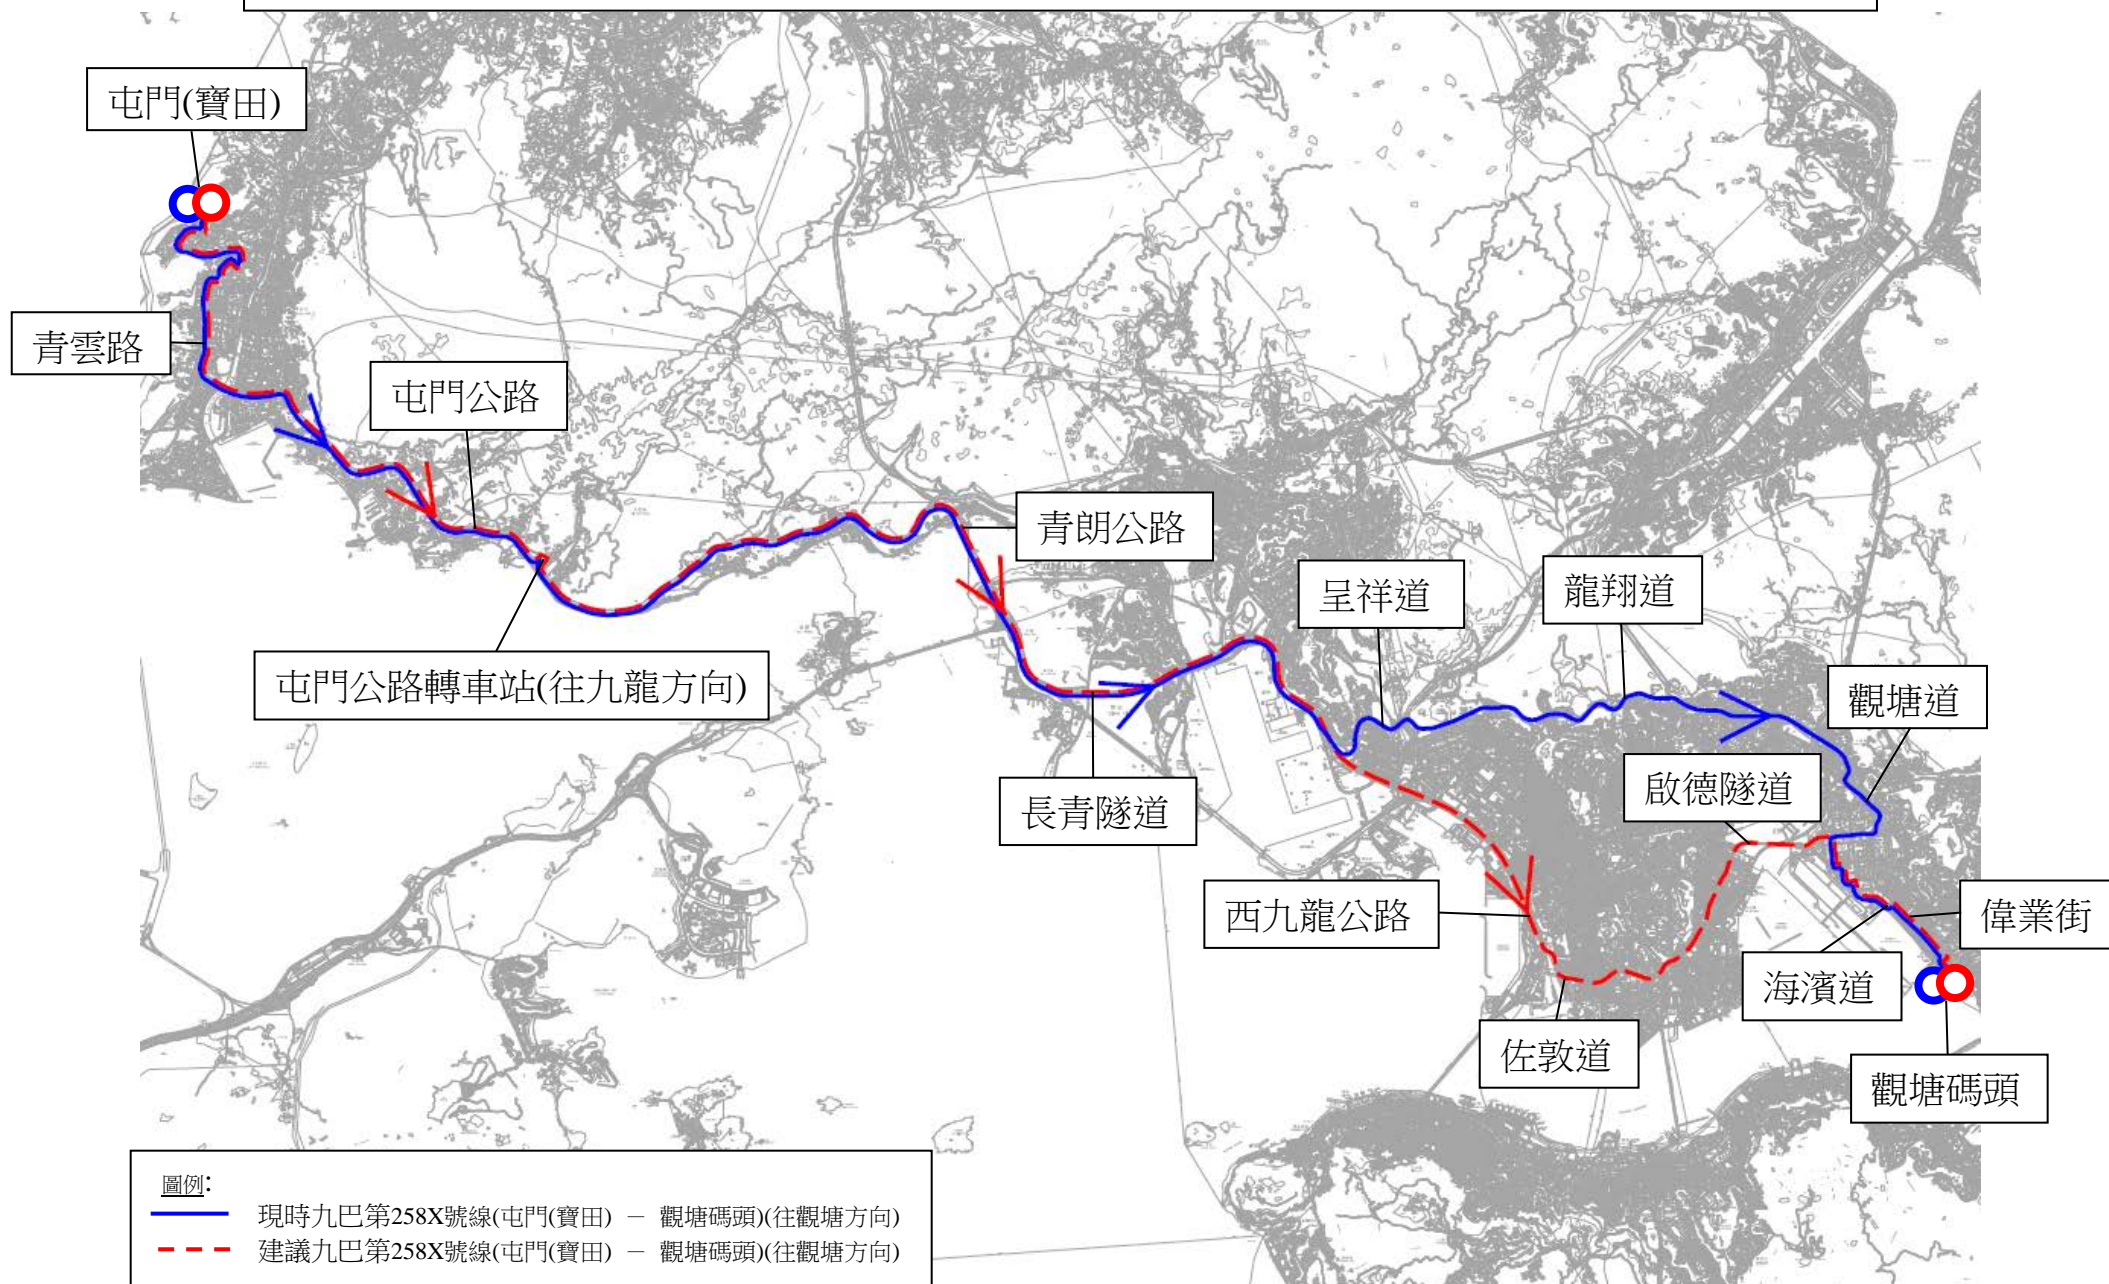 屯門(寶田)
青雲路
屯門公路
青朗公路
呈祥道
龍翔道
屯門公路轉車站(往九龍方向)
觀塘道
長青隧道
啟德隧道
西九龍公路
偉業街
海濱道
佐敦道
觀塘碼頭
圖例:
現時九巴第258X號線(屯門(寶田) － 觀塘碼頭)(往觀塘方向)
建議九巴第258X號線(屯門(寶田) － 觀塘碼頭)(往觀塘方向)